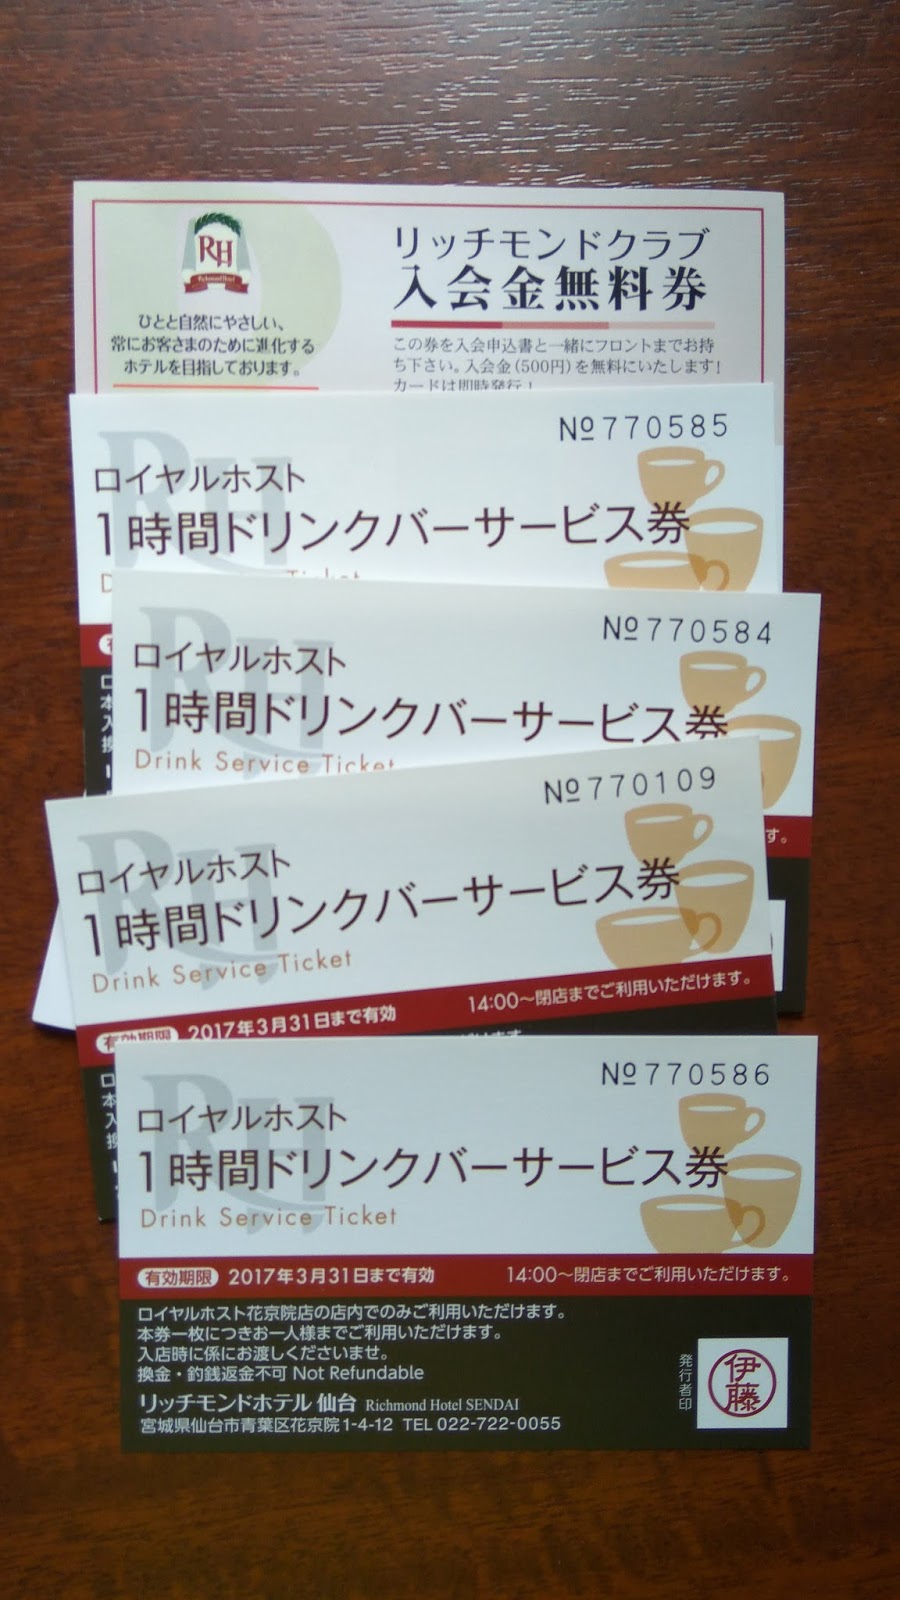 RH
Richmond Hotel
ひとと自然にやさしい、
常にお客さまのために進化する
ホテルを目指しております。
リッチモンドクラブ
入会金無料券
この券を入会申込書と一緒にフロントまでお持
ち下さい。入会金(500円)を無料にいたします!
カードは即時発行!
RH
№770585
ロイヤルホスト
1時間ドリンクバーサービス券
RH
№770584
ロイヤルホスト
1時間ドリンクバーサービス券
Drink Service Ticket
す。
RH
№770109
ロイヤルホスト
1時間ドリンクバーサービス券
Drink Service Ticket
有効期限 2017年3月31日まで有効 14:00〜閉店までご利用いただけます。
RH
№770586
ロイヤルホスト
1時間ドリンクバーサービス券
Drink Service Ticket
有効期限 2017年3月31日まで有効 14:00〜閉店までご利用いただけます。
ロイヤルホスト花京院店の店内でのみご利用いただけます。
本券一枚につきお一人様までご利用いただけます。
入店時に係にお渡しくださいませ。
換金・釣銭返金不可 Not Refundable
リッチモンドホテル 仙台 Richmond Hotel SENDAI
宮城県仙台市青葉区花京院1-4-12 TEL 022-722-0055
発行者印
伊藤